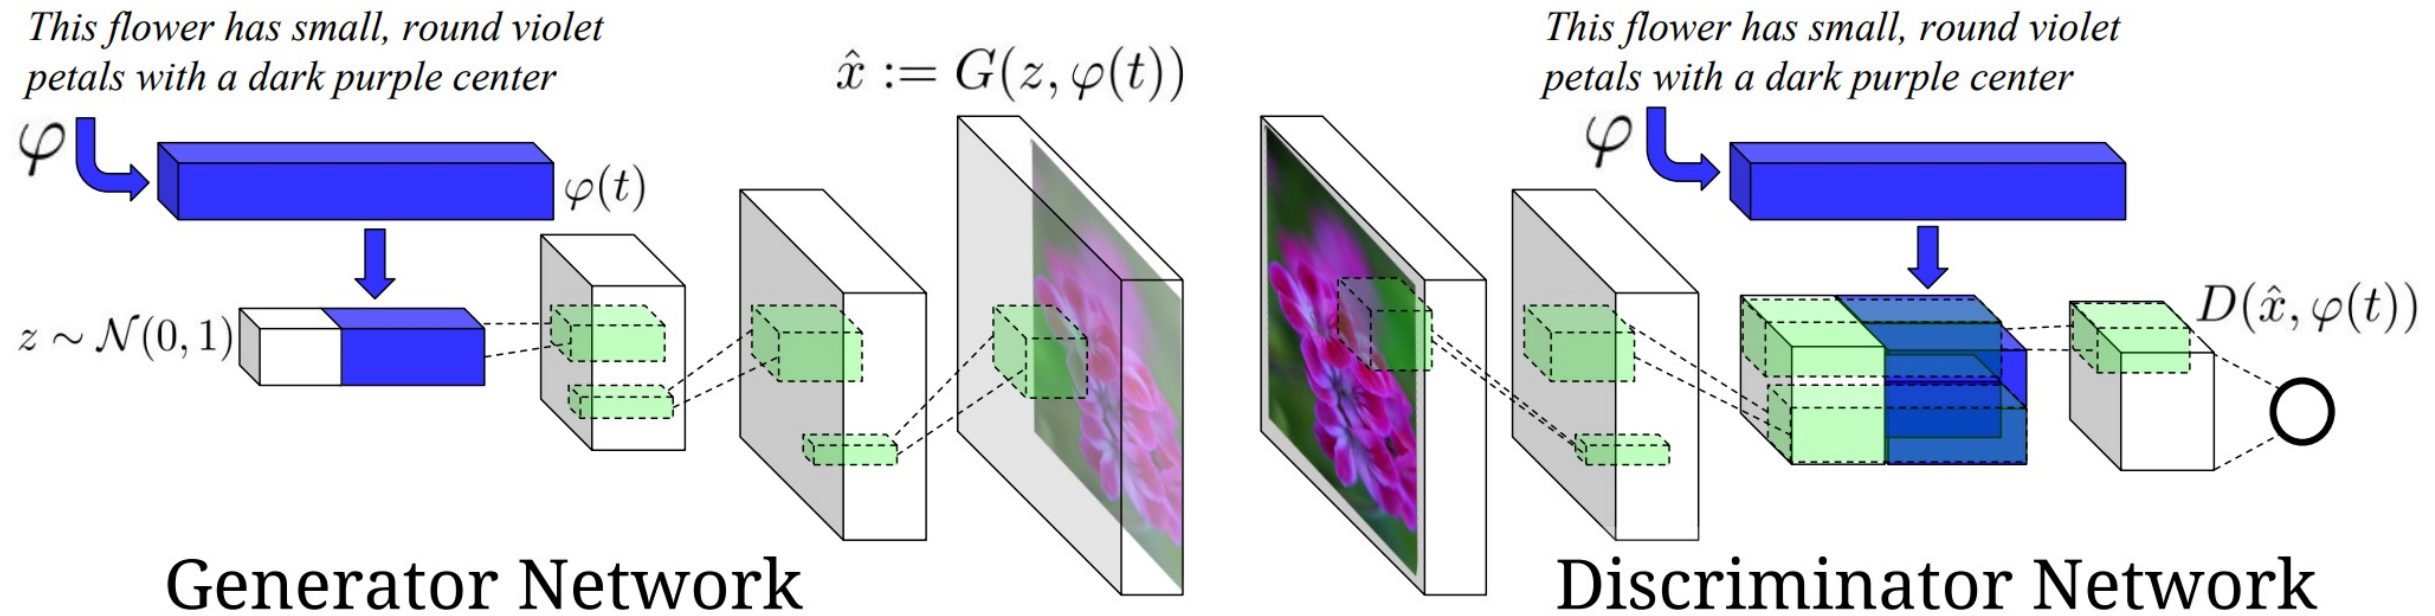 This flower has small, round violet
petals with a dark purple center
φ
φ(t)
z ∼ N(0, 1)
x̂ := G(z, φ(t))
Generator Network
This flower has small, round violet
petals with a dark purple center
φ
D(x̂, φ(t))
Discriminator Network